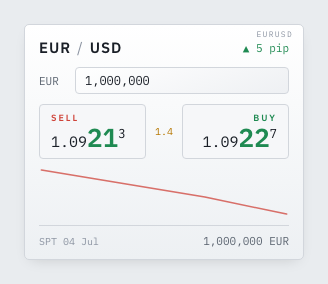 EURUSD
EUR / USD
▲ 5 pip
EUR 1,000,000
SELL BUY
1.09213 1.4 1.09227
SPT 04 Jul 1,000,000 EUR